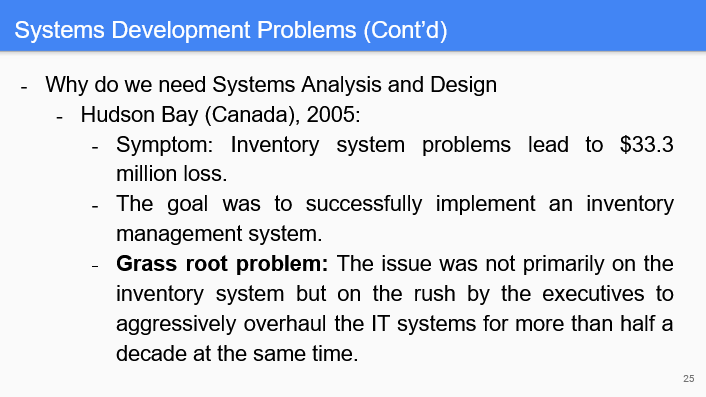 Systems Development Problems (Cont’d)
- Why do we need Systems Analysis and Design
- Hudson Bay (Canada), 2005:
- Symptom: Inventory system problems lead to $33.3
million loss.
- The goal was to successfully implement an inventory
management system.
- Grass root problem: The issue was not primarily on the
inventory system but on the rush by the executives to
aggressively overhaul the IT systems for more than half a
decade at the same time.
25